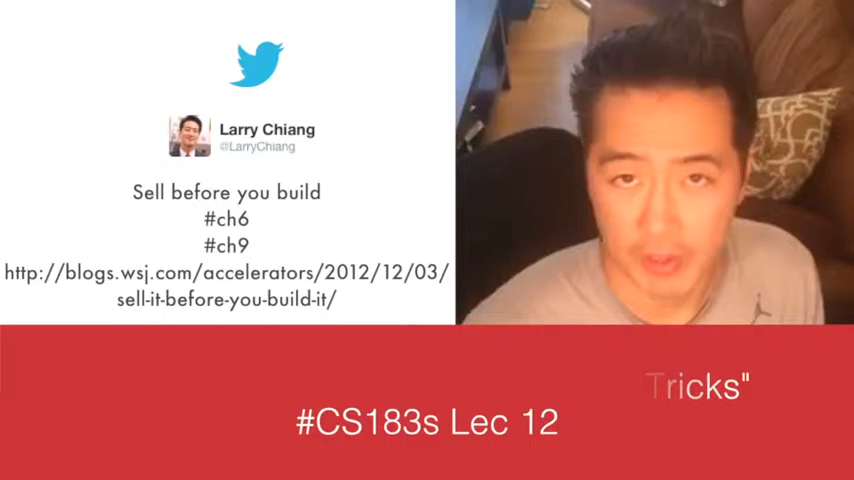 Larry Chiang
@LarryChiang
Sell before you build
#ch6
#ch9
http://blogs.wsj.com/accelerators/2012/12/03/
sell-it-before-you-build-it/
Tricks"
#CS183s Lec 12